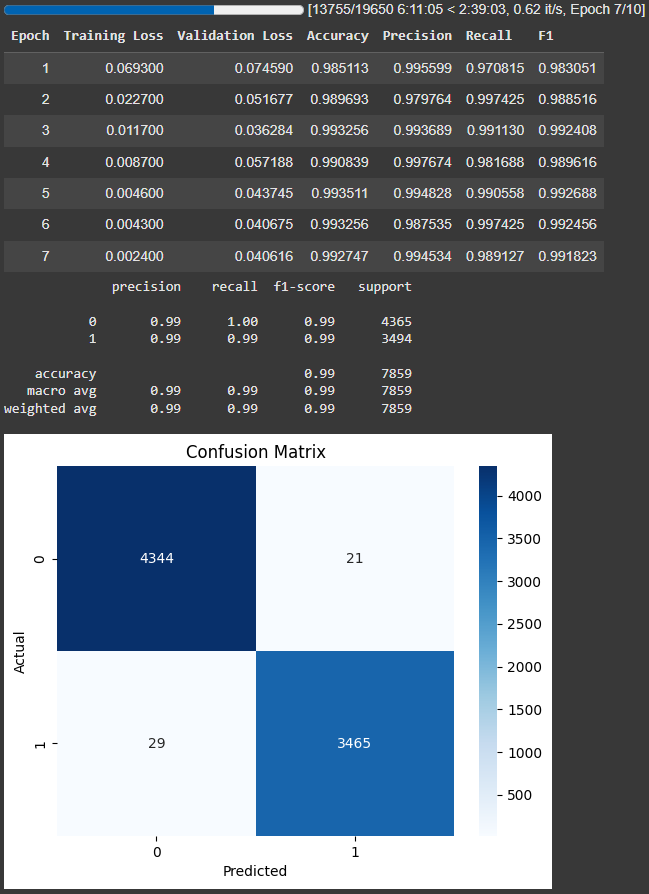 [13755/19650 6:11:05 < 2:39:03, 0.62 it/s, Epoch 7/10]
Epoch Training Loss Validation Loss Accuracy Precision Recall F1
1 0.069300 0.074590 0.985113 0.995599 0.970815 0.983051
2 0.022700 0.051677 0.989693 0.979764 0.997425 0.988516
3 0.011700 0.036284 0.993256 0.993689 0.991130 0.992408
4 0.008700 0.057188 0.990839 0.997674 0.981688 0.989616
5 0.004600 0.043745 0.993511 0.994828 0.990558 0.992688
6 0.004300 0.040675 0.993256 0.987535 0.997425 0.992456
7 0.002400 0.040616 0.992747 0.994534 0.989127 0.991823
precision recall f1-score support
0 0.99 1.00 0.99 4365
1 0.99 0.99 0.99 3494
accuracy 0.99 7859
macro avg 0.99 0.99 0.99 7859
weighted avg 0.99 0.99 0.99 7859
Confusion Matrix
4344 21
29 3465
0
1
Actual
0 1
Predicted
4000
3500
3000
2500
2000
1500
1000
500